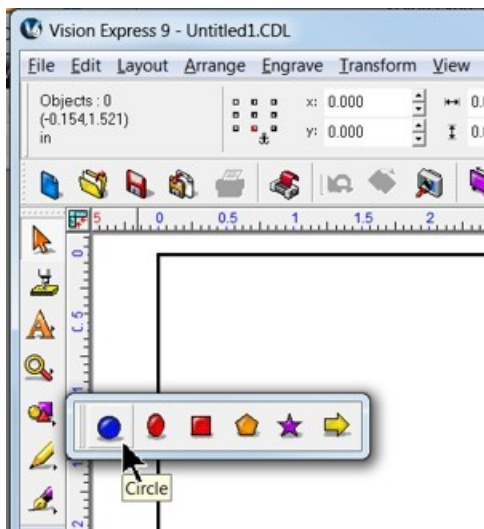 Vision Express 9 - Untitled1.CDL
File Edit Layout Arrange Engrave Transform View
Objects : 0
(-0.154,1.521)
in
x: 0.000
y: 0.000
5 0 0.5 1 1.5 2
0
0.5
1
2
Circle